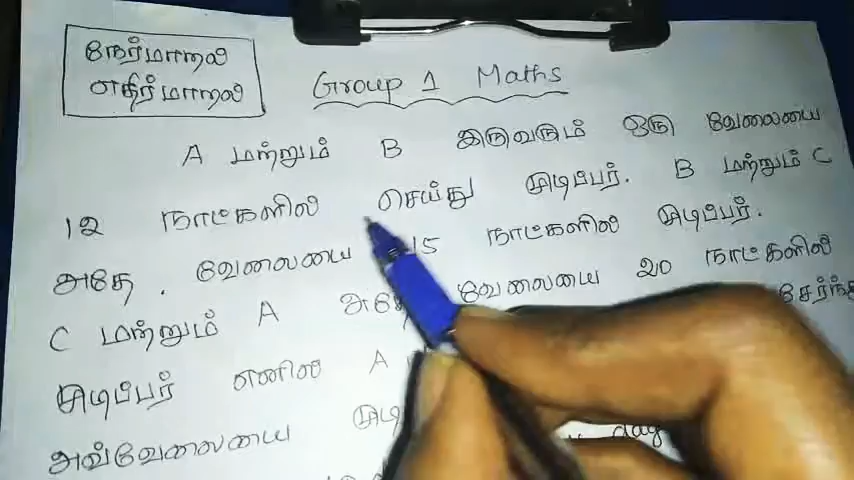 நேர்மாறல்
எதிர்மாறல்
Group 1 Maths
A மற்றும் B இருவரும் ஒரு வேலையை
12 நாட்களில் செய்து முடிப்பர். B மற்றும் C
அதே வேலையை 15 நாட்களில் முடிப்பர்.
C மற்றும் A அதே வேலையை 20 நாட்களில்
முடிப்பர் எனில் A
அவ்வேலையை